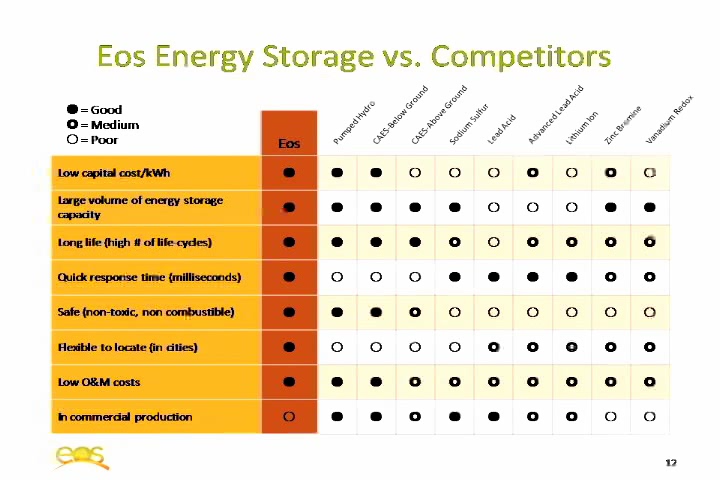 Eos Energy Storage vs. Competitors
= Good
= Medium
= Poor
Eos
Pumped Hydro
CAES-Below Ground
CAES-Above Ground
Sodium Sulfur
Lead Acid
Advanced Lead Acid
Lithium Ion
Zinc Bromine
Vanadium Redox
Low capital cost/kWh
Large volume of energy storage
capacity
Long life (high # of life-cycles)
Quick response time (milliseconds)
Safe (non-toxic, non combustible)
Flexible to locate (in cities)
Low O&M costs
In commercial production
eos
12